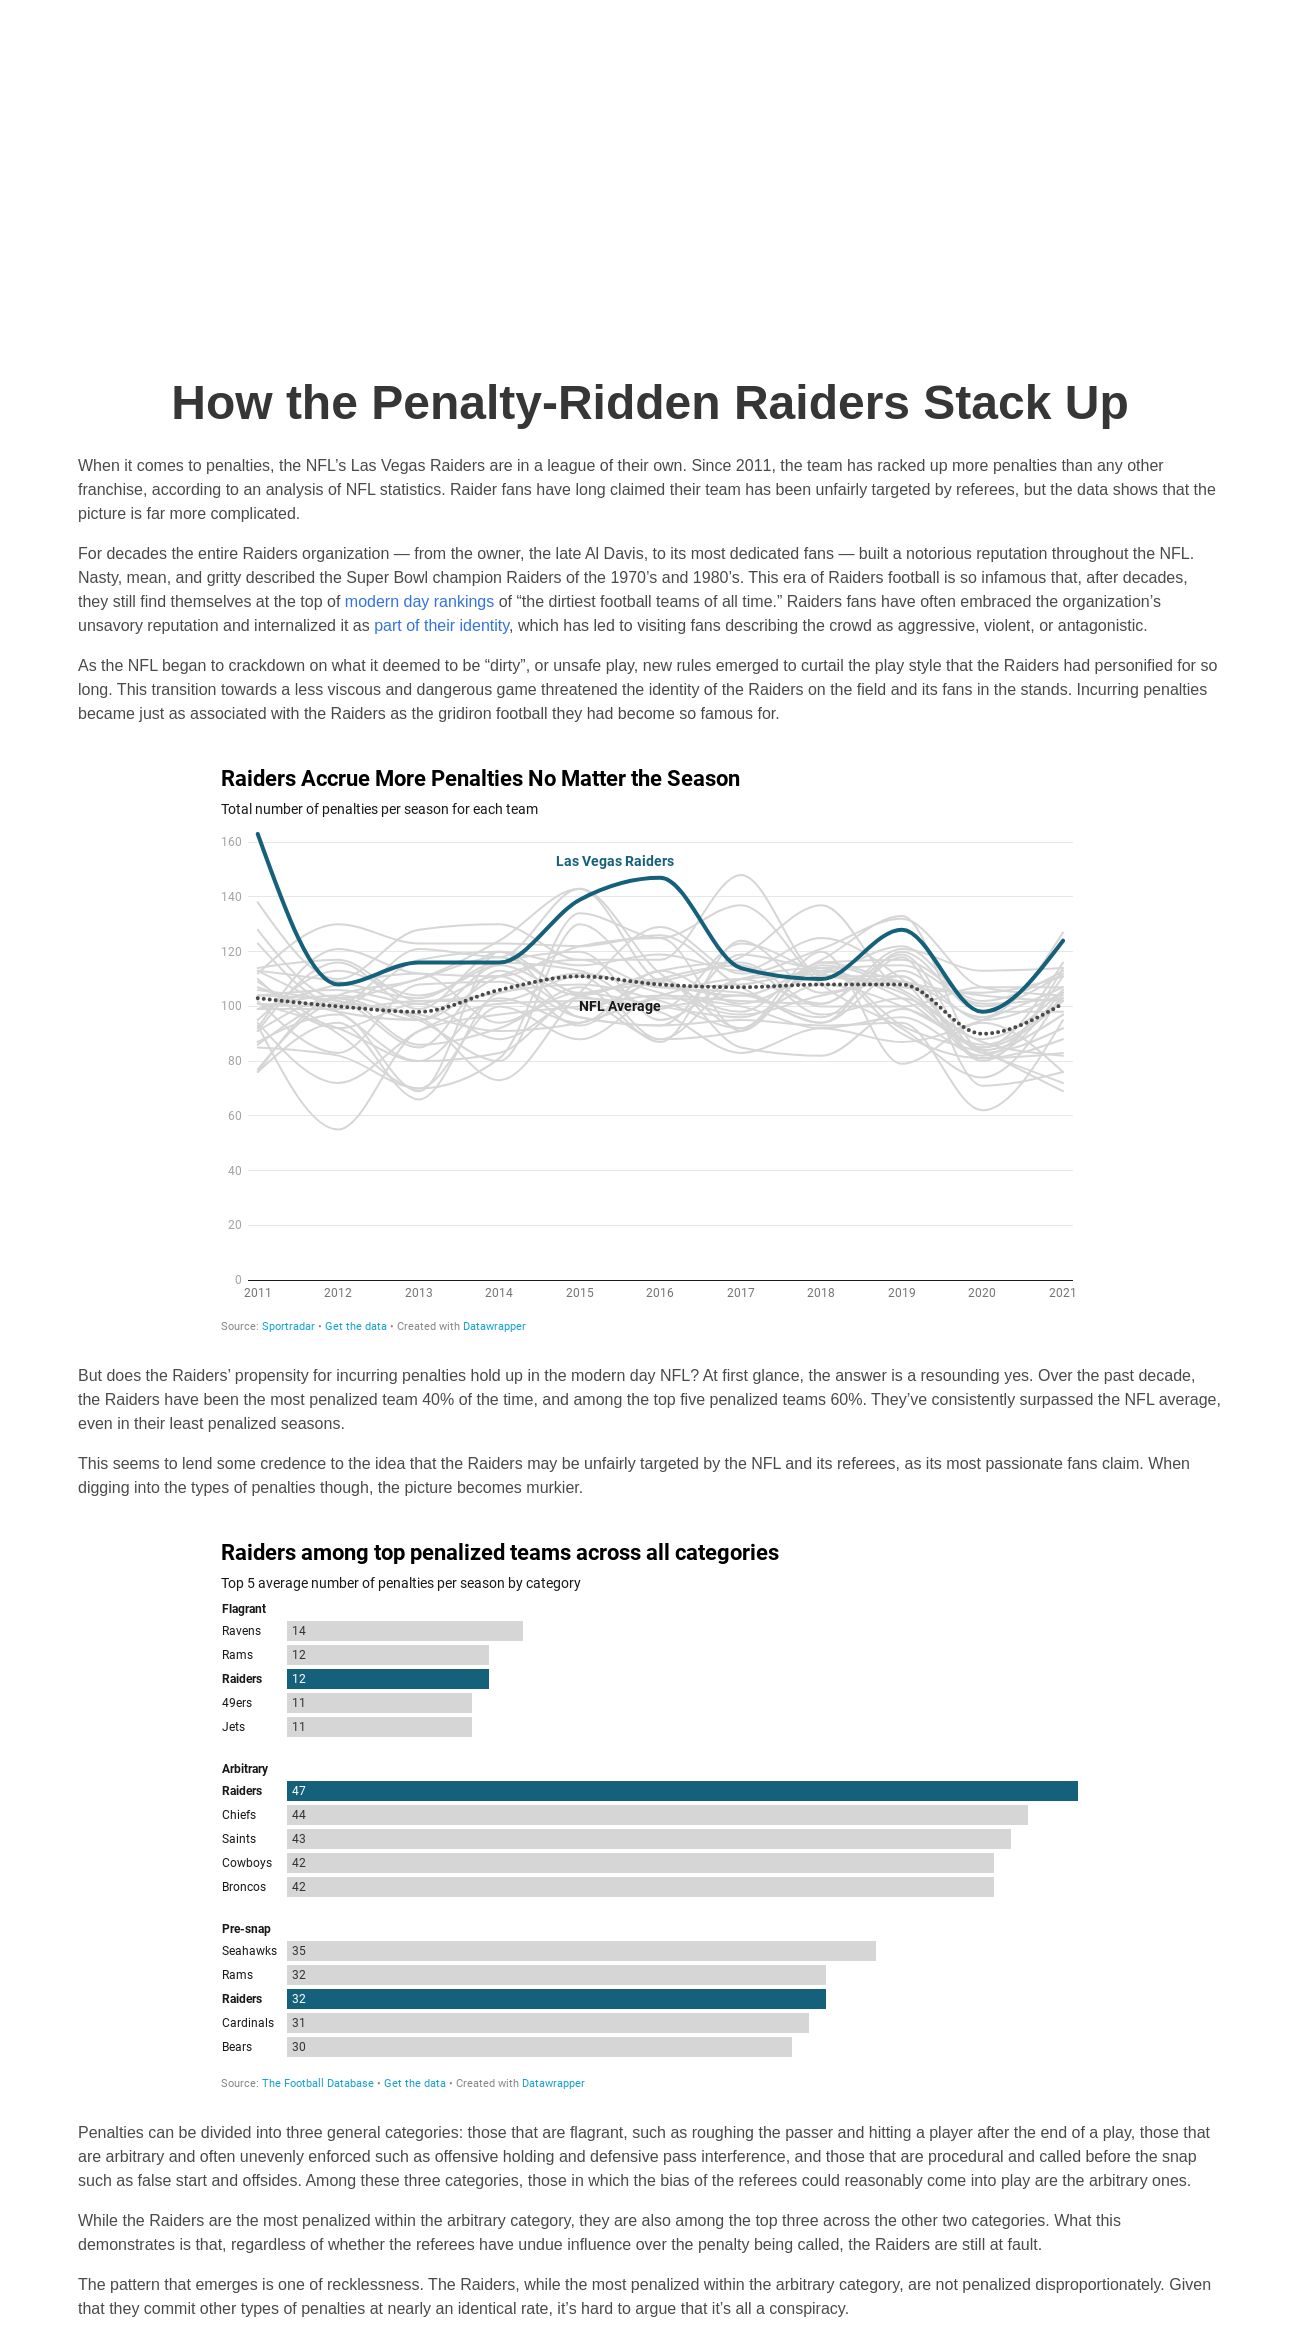 How the Penalty-Ridden Raiders Stack Up
When it comes to penalties, the NFL’s Las Vegas Raiders are in a league of their own. Since 2011, the team has racked up more penalties than any other
franchise, according to an analysis of NFL statistics. Raider fans have long claimed their team has been unfairly targeted by referees, but the data shows that the
picture is far more complicated.
For decades the entire Raiders organization — from the owner, the late Al Davis, to its most dedicated fans — built a notorious reputation throughout the NFL.
Nasty, mean, and gritty described the Super Bowl champion Raiders of the 1970’s and 1980’s. This era of Raiders football is so infamous that, after decades,
they still find themselves at the top of modern day rankings of “the dirtiest football teams of all time.” Raiders fans have often embraced the organization’s
unsavory reputation and internalized it as part of their identity, which has led to visiting fans describing the crowd as aggressive, violent, or antagonistic.
As the NFL began to crackdown on what it deemed to be “dirty”, or unsafe play, new rules emerged to curtail the play style that the Raiders had personified for so
long. This transition towards a less viscous and dangerous game threatened the identity of the Raiders on the field and its fans in the stands. Incurring penalties
became just as associated with the Raiders as the gridiron football they had become so famous for.
Raiders Accrue More Penalties No Matter the Season
Total number of penalties per season for each team
160
Las Vegas Raiders
140
120
100
NFL Average
80
60
40
20
0
2011 2012 2013 2014 2015 2016 2017 2018 2019 2020 2021
Source: Sportradar • Get the data • Created with Datawrapper
But does the Raiders’ propensity for incurring penalties hold up in the modern day NFL? At first glance, the answer is a resounding yes. Over the past decade,
the Raiders have been the most penalized team 40% of the time, and among the top five penalized teams 60%. They’ve consistently surpassed the NFL average,
even in their least penalized seasons.
This seems to lend some credence to the idea that the Raiders may be unfairly targeted by the NFL and its referees, as its most passionate fans claim. When
digging into the types of penalties though, the picture becomes murkier.
Raiders among top penalized teams across all categories
Top 5 average number of penalties per season by category
Flagrant
Ravens 14
Rams 12
Raiders 12
49ers 11
Jets 11
Arbitrary
Raiders 47
Chiefs 44
Saints 43
Cowboys 42
Broncos 42
Pre-snap
Seahawks 35
Rams 32
Raiders 32
Cardinals 31
Bears 30
Source: The Football Database • Get the data • Created with Datawrapper
Penalties can be divided into three general categories: those that are flagrant, such as roughing the passer and hitting a player after the end of a play, those that
are arbitrary and often unevenly enforced such as offensive holding and defensive pass interference, and those that are procedural and called before the snap
such as false start and offsides. Among these three categories, those in which the bias of the referees could reasonably come into play are the arbitrary ones.
While the Raiders are the most penalized within the arbitrary category, they are also among the top three across the other two categories. What this
demonstrates is that, regardless of whether the referees have undue influence over the penalty being called, the Raiders are still at fault.
The pattern that emerges is one of recklessness. The Raiders, while the most penalized within the arbitrary category, are not penalized disproportionately. Given
that they commit other types of penalties at nearly an identical rate, it’s hard to argue that it’s all a conspiracy.